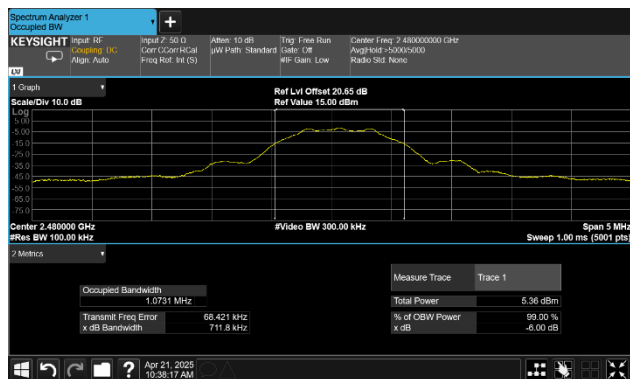 Spectrum Analyzer 1
Occupied BW
+
KEYSIGHT
Input: RF
Coupling: DC
Align: Auto
Input Z: 50 Ω
Corr CCorr RCal
Freq Ref: Int (S)
Atten: 10 dB
µW Path: Standard
Trig: Free Run
Gate: Off
#IF Gain: Low
Center Freq: 2.480000000 GHz
Avg|Hold:>5000/5000
Radio Std: None
LXI
1 Graph
Scale/Div 10.0 dB
Ref Lvl Offset 20.65 dB
Ref Value 15.00 dBm
Log
5.00
-5.00
-15.0
-25.0
-35.0
-45.0
-55.0
-65.0
-75.0
Center 2.480000 GHz
#Res BW 100.00 kHz
#Video BW 300.00 kHz
Span 5 MHz
Sweep 1.00 ms (5001 pts)
2 Metrics
Measure Trace Trace 1
Occupied Bandwidth
1.0731 MHz
Total Power 5.36 dBm
Transmit Freq Error 68.421 kHz
% of OBW Power 99.00 %
x dB Bandwidth 711.8 kHz
x dB -6.00 dB
?
Apr 21, 2025
10:38:17 AM